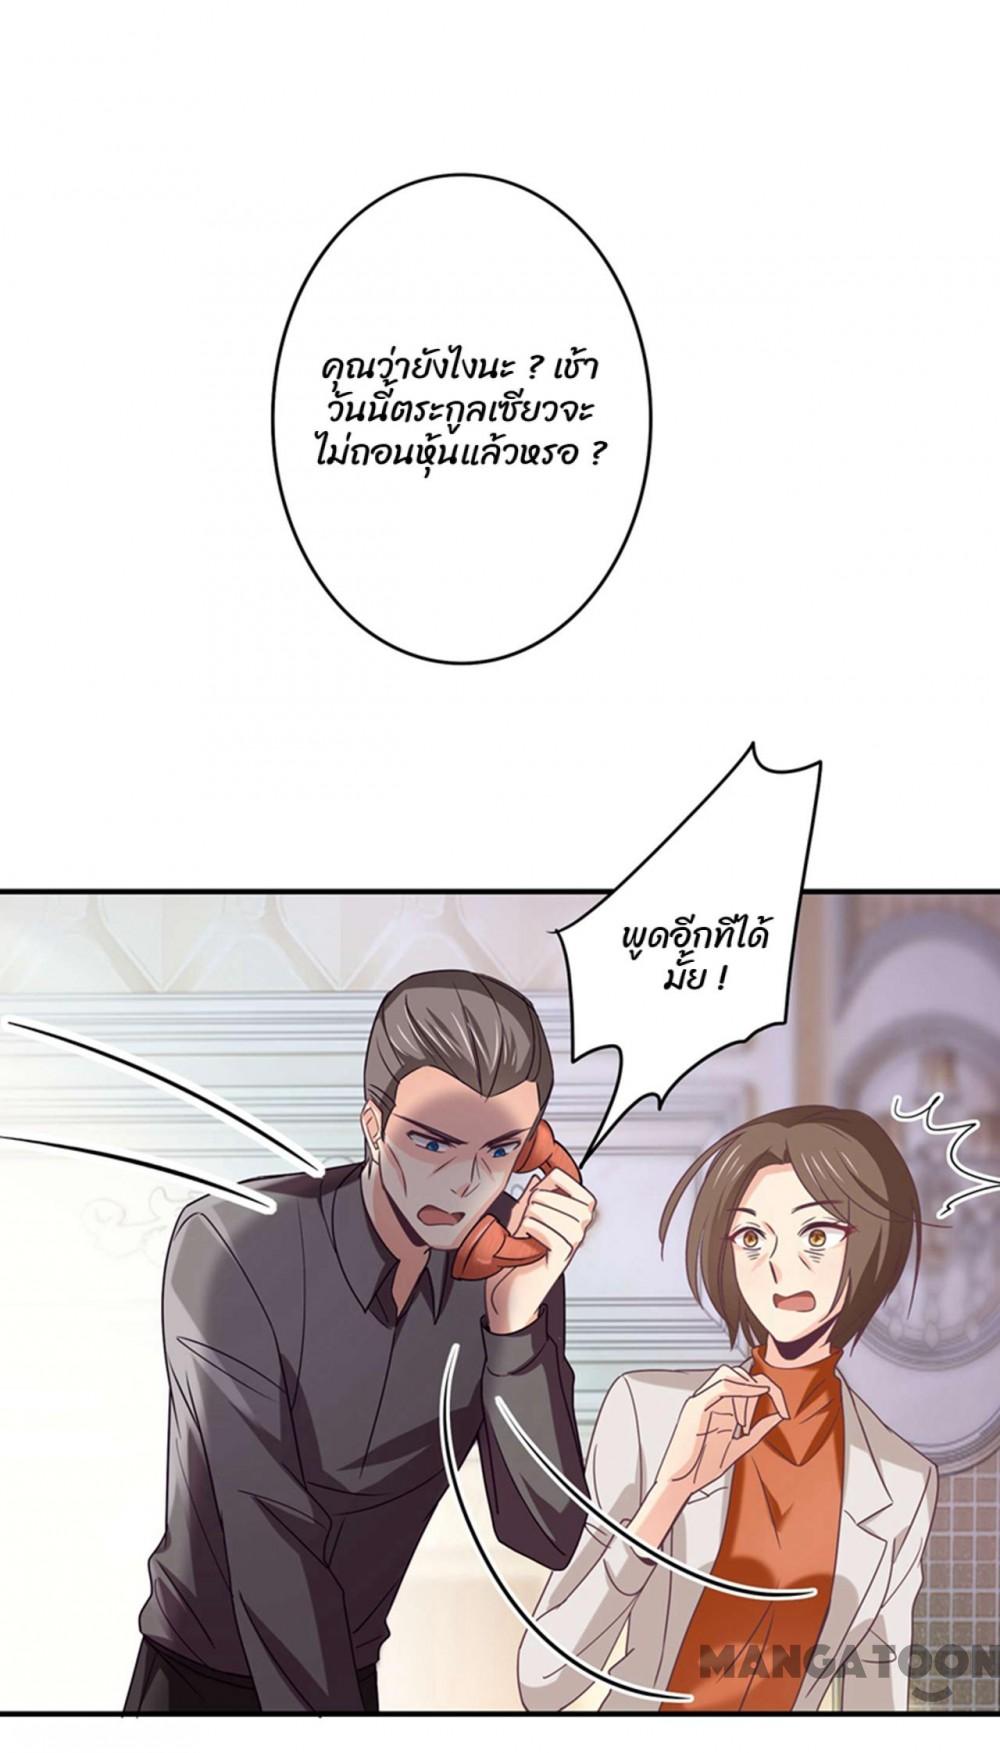 คุณว่ายังไงนะ ? เช้า
วันนี้ตระกูลเซียวจะ
ไม่ถอนหุ้นแล้วหรอ ?
พูดอีกทีได้
มั้ย !
MANGATOON